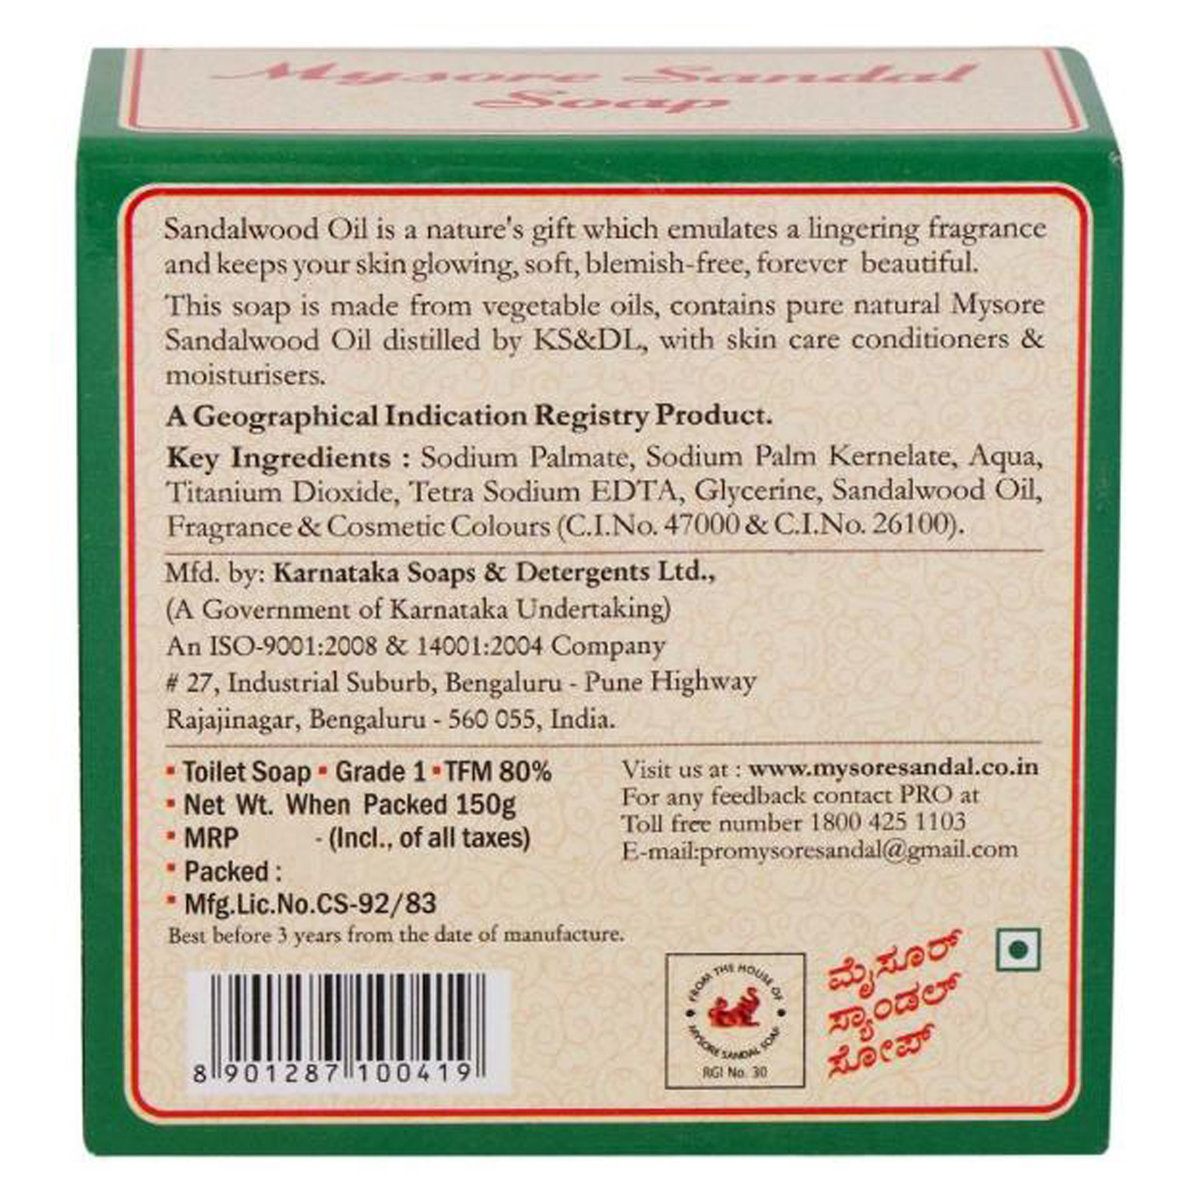 Mysore Sandal
Soap
Sandalwood Oil is a nature's gift which emulates a lingering fragrance
and keeps your skin glowing, soft, blemish-free, forever beautiful.
This soap is made from vegetable oils, contains pure natural Mysore
Sandalwood Oil distilled by KS&DL, with skin care conditioners &
moisturisers.
A Geographical Indication Registry Product.
Key Ingredients : Sodium Palmate, Sodium Palm Kernelate, Aqua,
Titanium Dioxide, Tetra Sodium EDTA, Glycerine, Sandalwood Oil,
Fragrance & Cosmetic Colours (C.I.No. 47000 & C.I.No. 26100).
Mfd. by: Karnataka Soaps & Detergents Ltd.,
(A Government of Karnataka Undertaking)
An ISO-9001:2008 & 14001:2004 Company
# 27, Industrial Suburb, Bengaluru - Pune Highway
Rajajinagar, Bengaluru - 560 055, India.
▪ Toilet Soap ▪ Grade 1 ▪ TFM 80%
▪ Net Wt. When Packed 150g
▪ MRP - (Incl., of all taxes)
▪ Packed :
▪ Mfg.Lic.No.CS-92/83
Best before 3 years from the date of manufacture.
Visit us at : www.mysoresandal.co.in
For any feedback contact PRO at
Toll free number 1800 425 1103
E-mail:promysoresandal@gmail.com
8 901287 100419
FROM THE HOUSE OF
MYSORE SANDAL SOAP
RGI No. 30
ಮೈಸೂರ್
ಸ್ಯಾಂಡಲ್
ಸೋಪ್